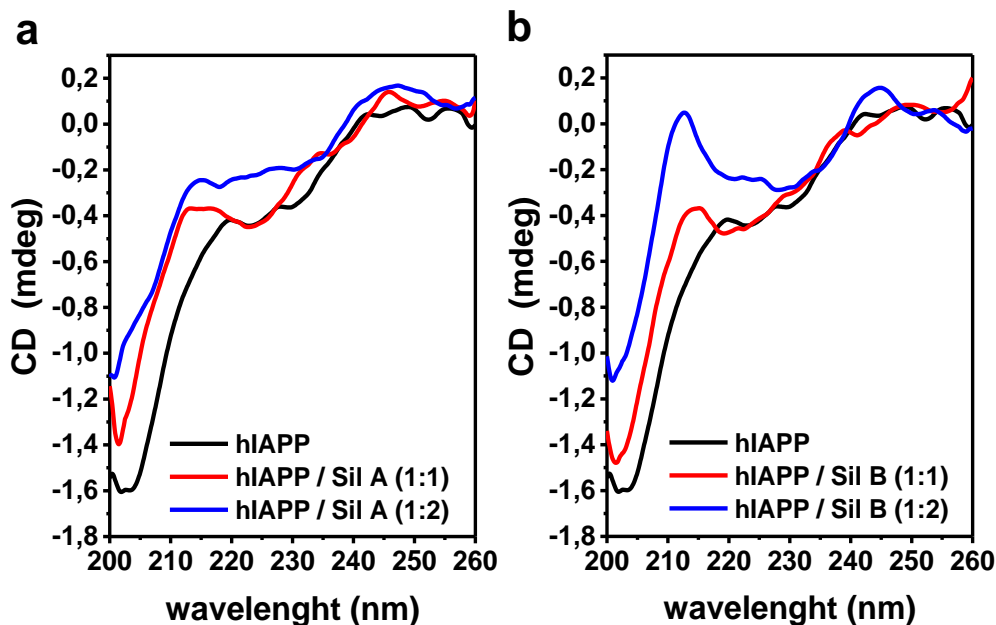 a
0,2
0,0
-0,2
-0,4
-0,6
-0,8
-1,0
-1,2
-1,4
-1,6
-1,8
CD (mdeg)
hIAPP
hIAPP / Sil A (1:1)
hIAPP / Sil A (1:2)
200 210 220 230 240 250 260
wavelenght (nm)
b
0,2
0,0
-0,2
-0,4
-0,6
-0,8
-1,0
-1,2
-1,4
-1,6
-1,8
CD (mdeg)
hIAPP
hIAPP / Sil B (1:1)
hIAPP / Sil B (1:2)
200 210 220 230 240 250 260
wavelenght (nm)